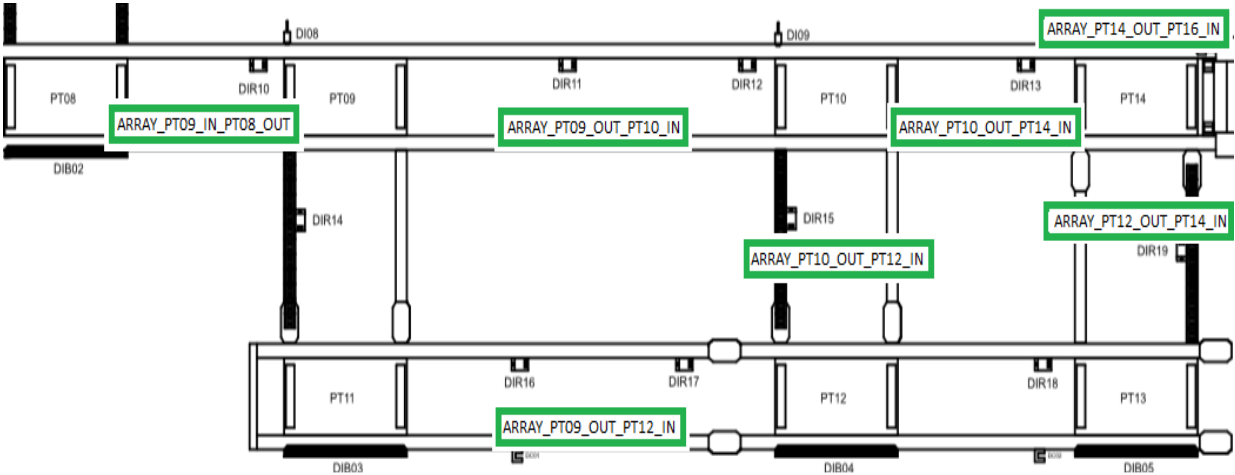 ARRAY_PT14_OUT_PT16_IN
DI08
DI09
DIR10
DIR11
DIR12
DIR13
PT08
PT09
PT10
PT14
ARRAY_PT09_IN_PT08_OUT
ARRAY_PT09_OUT_PT10_IN
ARRAY_PT10_OUT_PT14_IN
DIB02
DIR14
DIR15
ARRAY_PT12_OUT_PT14_IN
DIR19
ARRAY_PT10_OUT_PT12_IN
DIR16
DIR17
DIR18
PT11
PT12
PT13
ARRAY_PT09_OUT_PT12_IN
DIB03
DIB04
DIB05